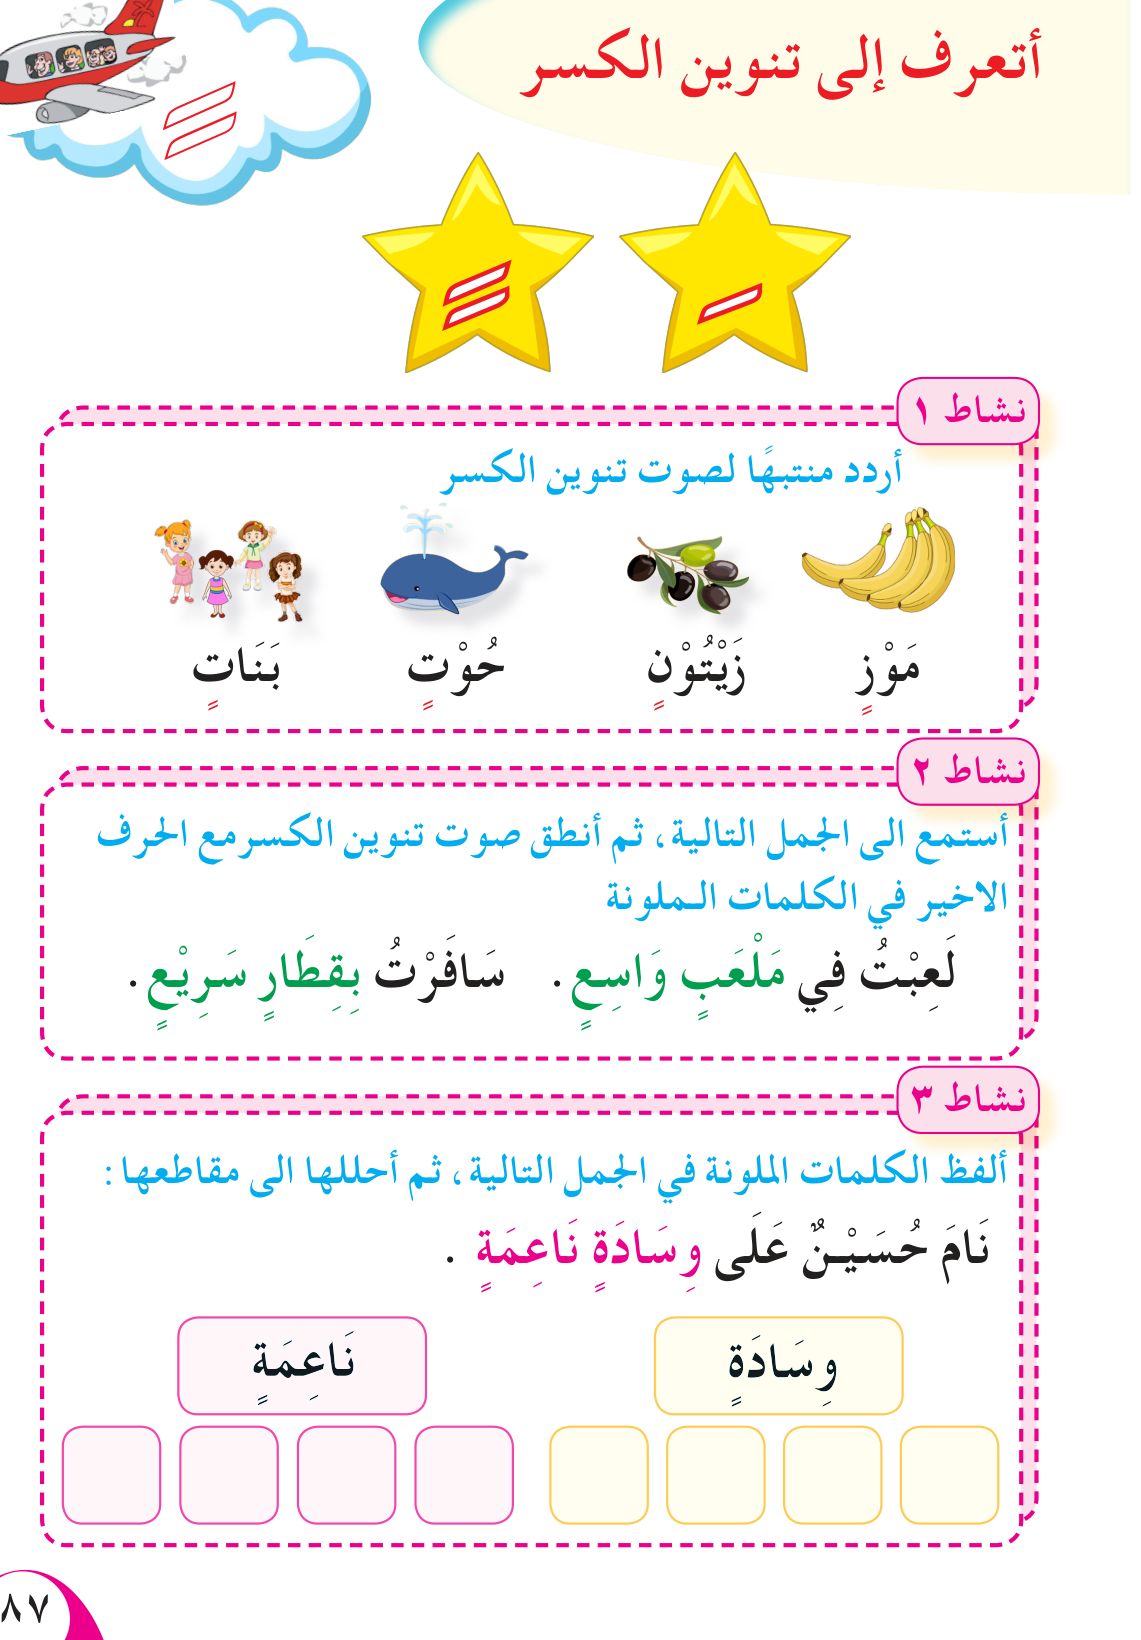 أتعرف إلى تنوين الكسر
نشاط ١
أردد منتبهًا لصوت تنوين الكسر
مَوْزٍ زَيْتُوْنٍ حُوْتٍ بَنَاتٍ
نشاط ٢
أستمع الى الجمل التالية، ثم أنطق صوت تنوين الكسرمع الحرف
الاخير في الكلمات الـملونة
لَعِبْتُ فِي مَلْعَبٍ وَاسِعٍ . سَافَرْتُ بِقِطَارٍ سَرِيْعٍ .
نشاط ٣
ألفظ الكلمات الملونة في الجمل التالية، ثم أحللها الى مقاطعها :
نَامَ حُسَيْـنٌ عَلَى وِسَادَةٍ نَاعِمَةٍ .
وِسَادَةٍ نَاعِمَةٍ
٨٧